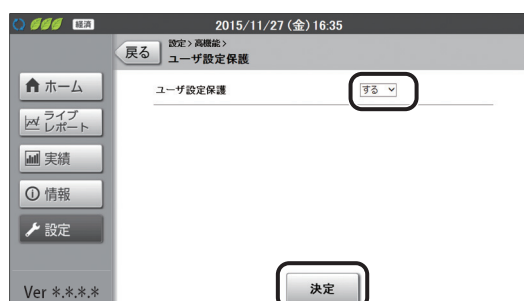 経済
2015/11/27 (金) 16:35
戻る
設定 > 高機能 >
ユーザ設定保護
ホーム
ライブ
レポート
実績
情報
設定
ユーザ設定保護
する
決定
Ver *.*.*.*